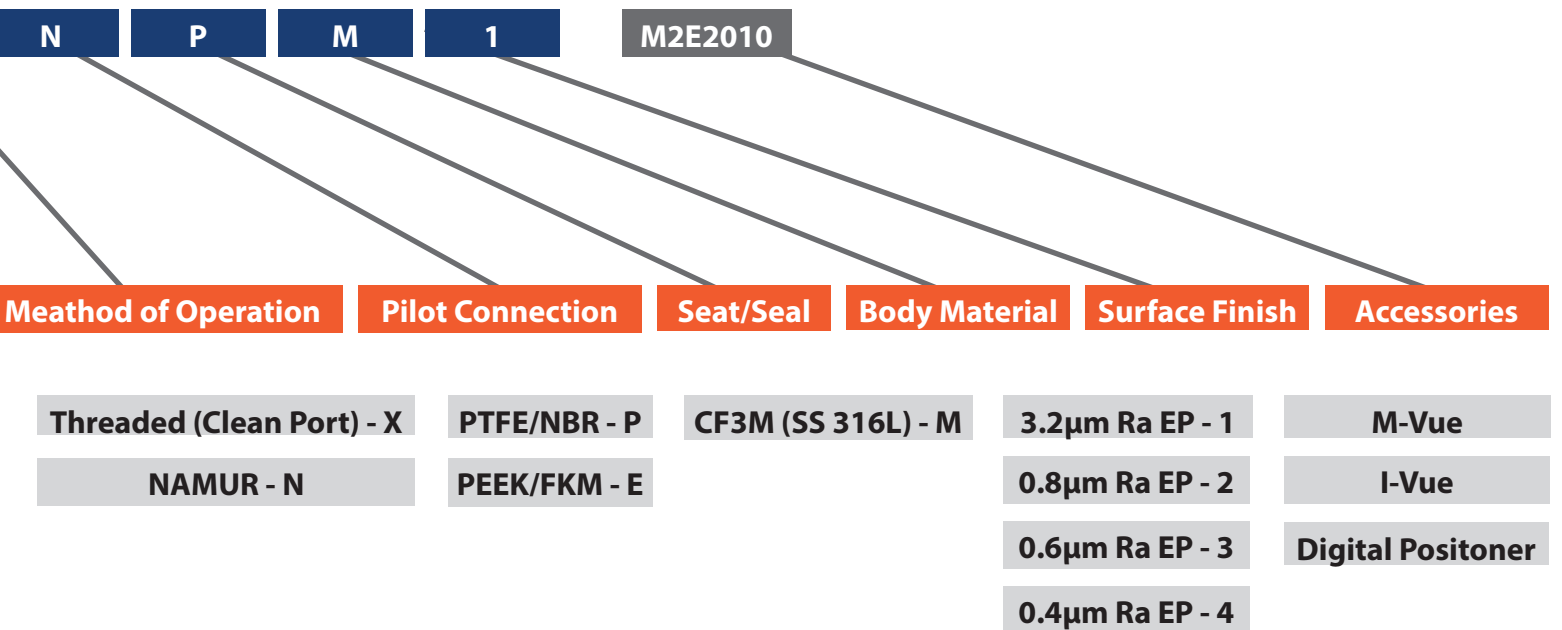 N P M 1 M2E2010
Meathod of Operation Pilot Connection Seat/Seal Body Material Surface Finish Accessories
Threaded (Clean Port) - X PTFE/NBR - P CF3M (SS 316L) - M 3.2µm Ra EP - 1 M-Vue
NAMUR - N PEEK/FKM - E 0.8µm Ra EP - 2 I-Vue
0.6µm Ra EP - 3 Digital Positoner
0.4µm Ra EP - 4